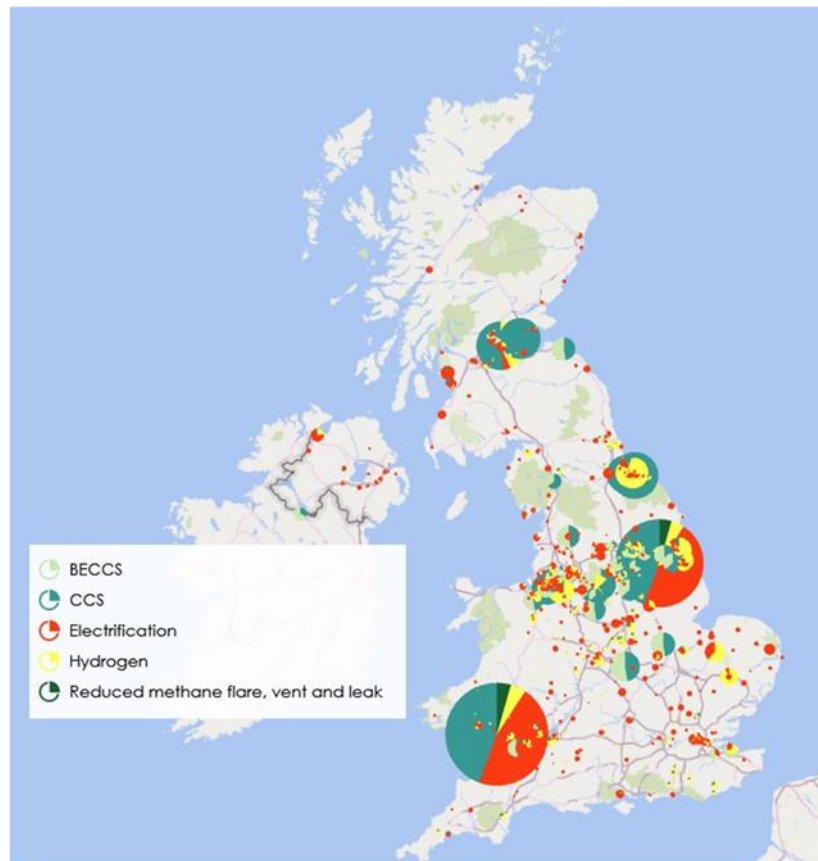 BECCS
CCS
Electrification
Hydrogen
Reduced methane flare, vent and leak